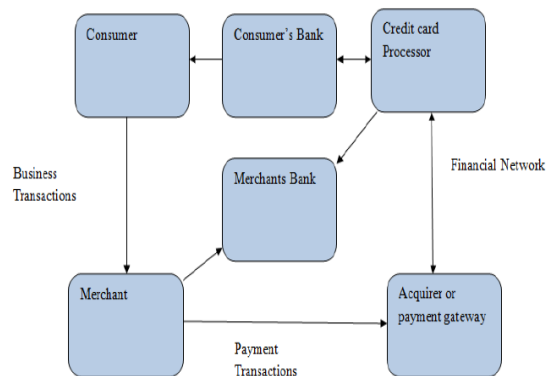 Consumer
Consumer's Bank
Credit card
Processor
Business
Transactions
Merchants Bank
Financial Network
Merchant
Acquirer or
payment gateway
Payment
Transactions